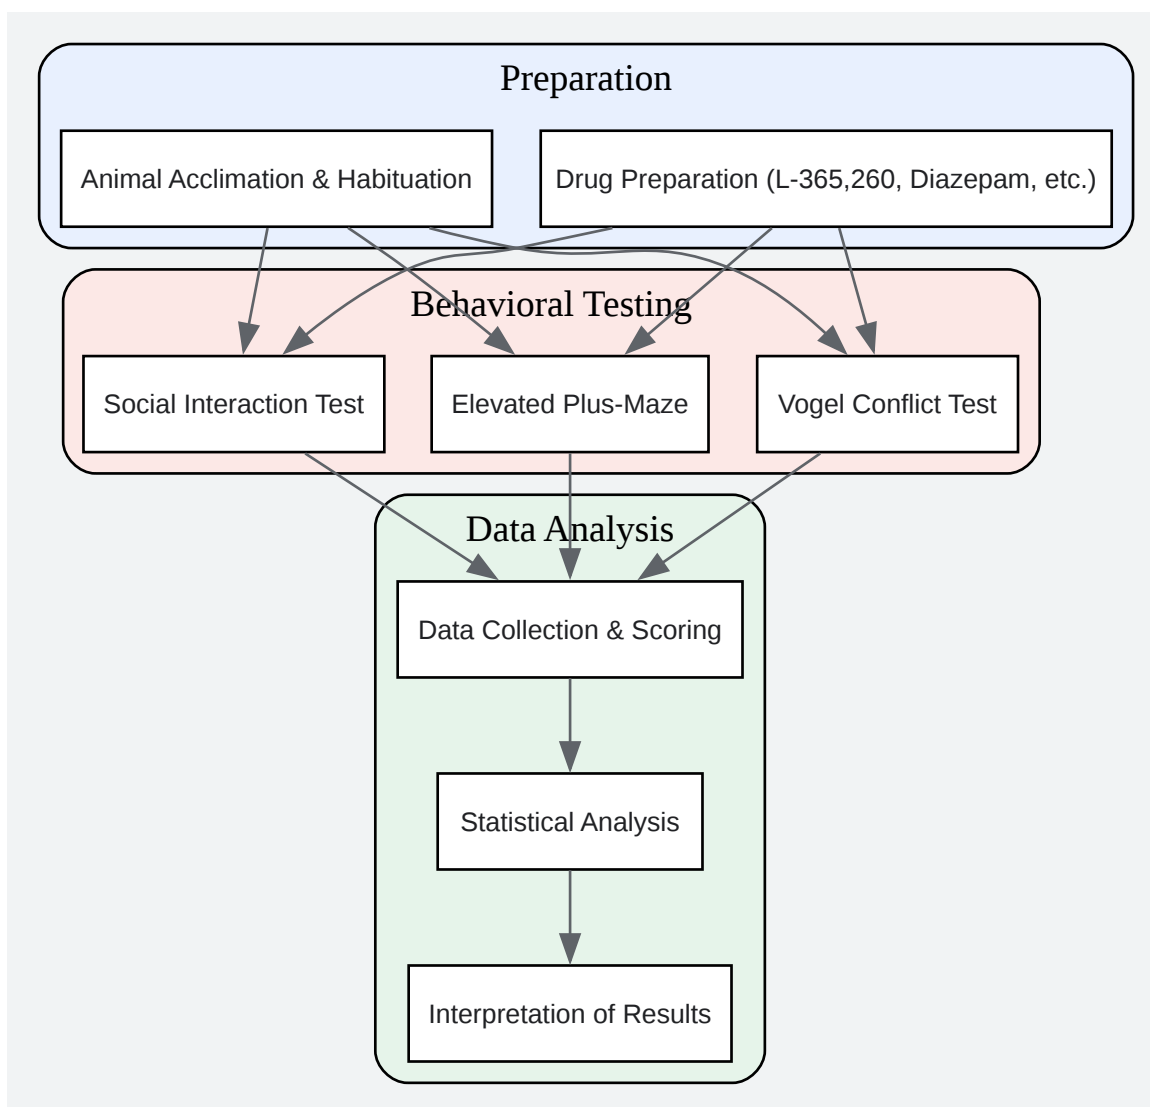 Preparation
Animal Acclimation & Habituation
Drug Preparation (L-365,260, Diazepam, etc.)
Behavioral Testing
Social Interaction Test
Elevated Plus-Maze
Vogel Conflict Test
Data Analysis
Data Collection & Scoring
Statistical Analysis
Interpretation of Results